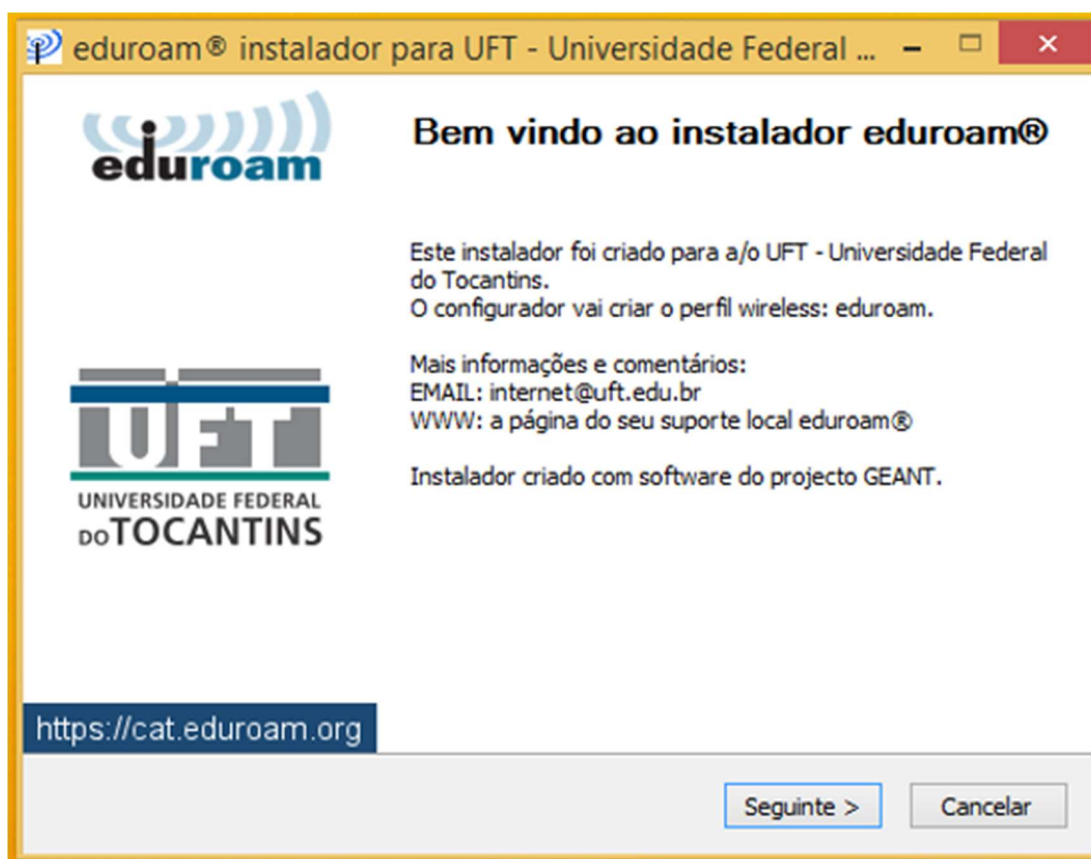 eduroam® instalador para UFT - Universidade Federal ...
eduroam
Bem vindo ao instalador eduroam®
Este instalador foi criado para a/o UFT - Universidade Federal
do Tocantins.
O configurador vai criar o perfil wireless: eduroam.
Mais informações e comentários:
EMAIL: internet@uft.edu.br
WWW: a página do seu suporte local eduroam®
Instalador criado com software do projecto GEANT.
UFT
UNIVERSIDADE FEDERAL
DO TOCANTINS
https://cat.eduroam.org
Seguinte >
Cancelar